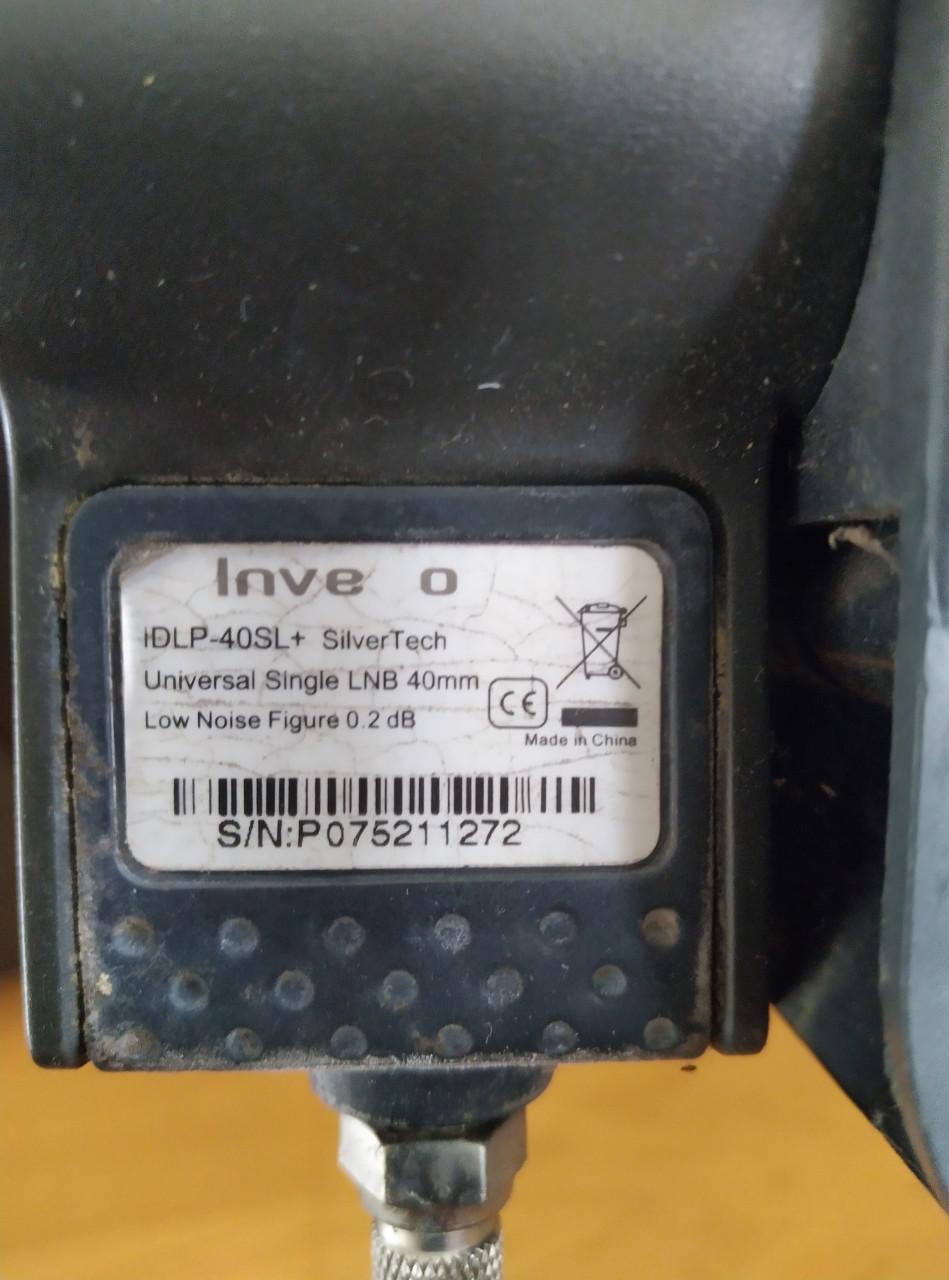 Inve o
IDLP-40SL+ SilverTech
Universal Single LNB 40mm
Low Noise Figure 0.2 dB
CE
Made in China
S/N:P075211272